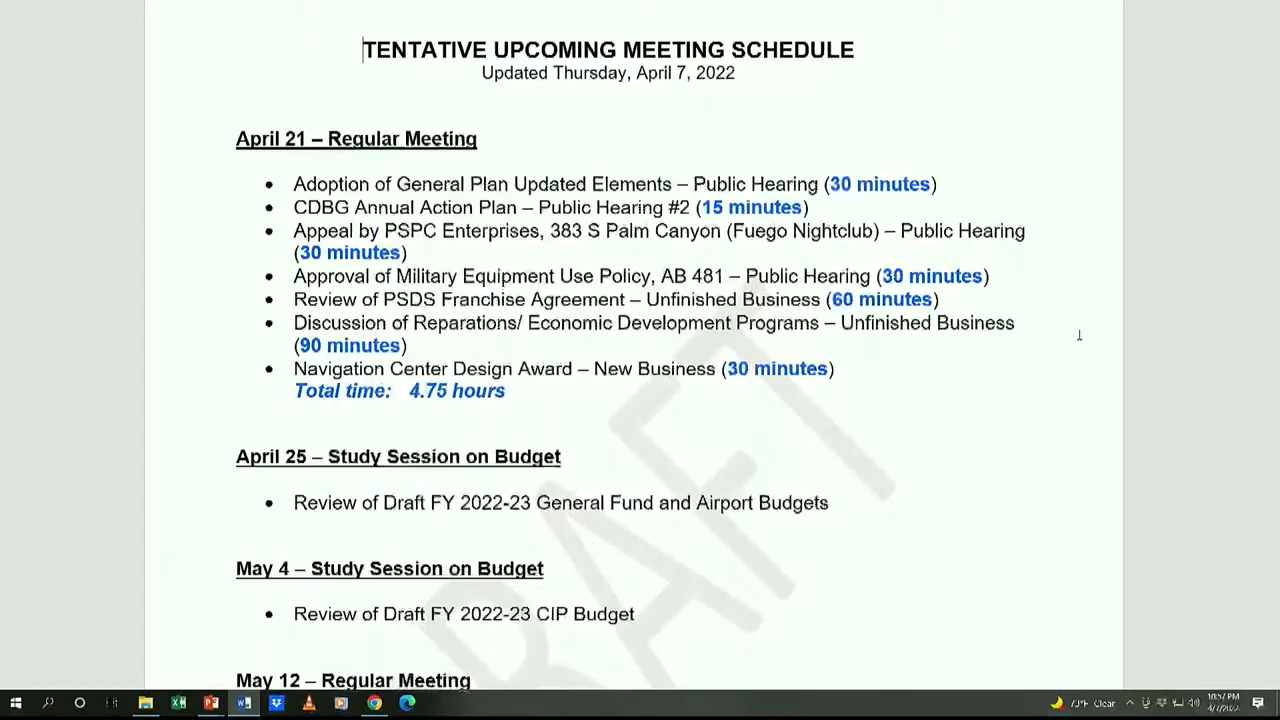 TENTATIVE UPCOMING MEETING SCHEDULE
Updated Thursday, April 7, 2022
April 21 – Regular Meeting
• Adoption of General Plan Updated Elements – Public Hearing (30 minutes)
• CDBG Annual Action Plan – Public Hearing #2 (15 minutes)
• Appeal by PSPC Enterprises, 383 S Palm Canyon (Fuego Nightclub) – Public Hearing
(30 minutes)
• Approval of Military Equipment Use Policy, AB 481 – Public Hearing (30 minutes)
• Review of PSDS Franchise Agreement – Unfinished Business (60 minutes)
• Discussion of Reparations/ Economic Development Programs – Unfinished Business
(90 minutes)
• Navigation Center Design Award – New Business (30 minutes)
Total time: 4.75 hours
April 25 – Study Session on Budget
• Review of Draft FY 2022-23 General Fund and Airport Budgets
May 4 – Study Session on Budget
• Review of Draft FY 2022-23 CIP Budget
May 12 – Regular Meeting
RAFT
Clear
10:57 PM